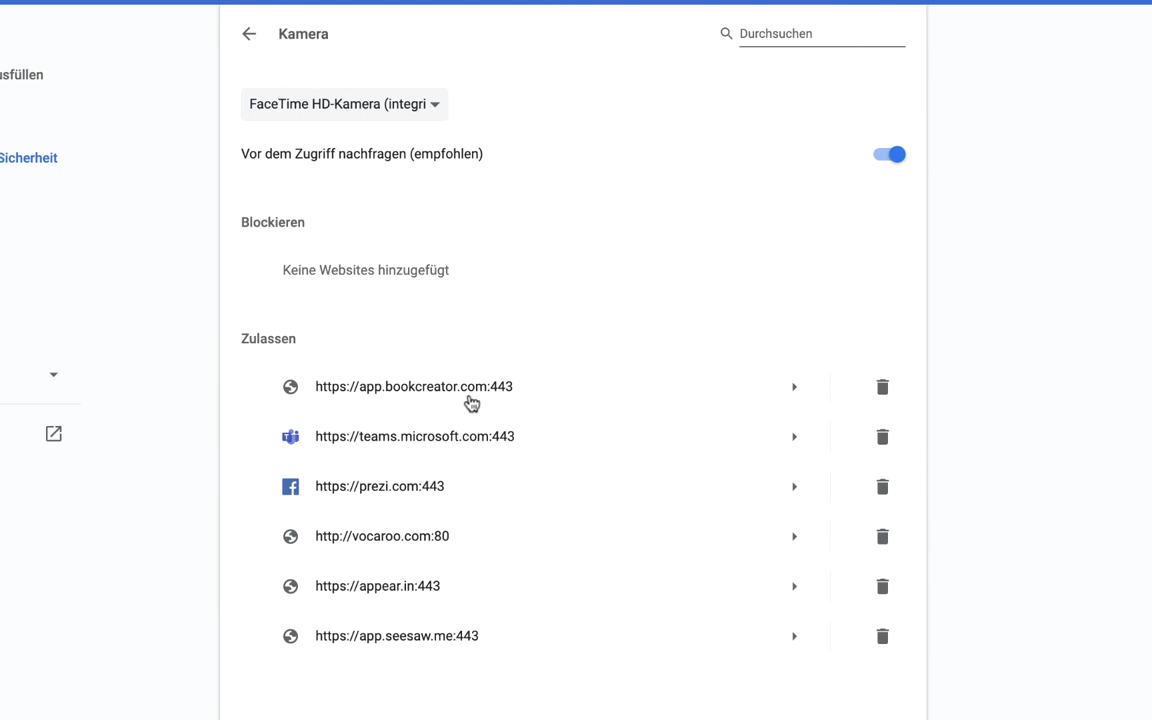 Kamera
Durchsuchen
usfüllen
FaceTime HD-Kamera (integri
Vor dem Zugriff nachfragen (empfohlen)
Sicherheit
Blockieren
Keine Websites hinzugefügt
Zulassen
https://app.bookcreator.com:443
https://teams.microsoft.com:443
https://prezi.com:443
http://vocaroo.com:80
https://appear.in:443
https://app.seesaw.me:443